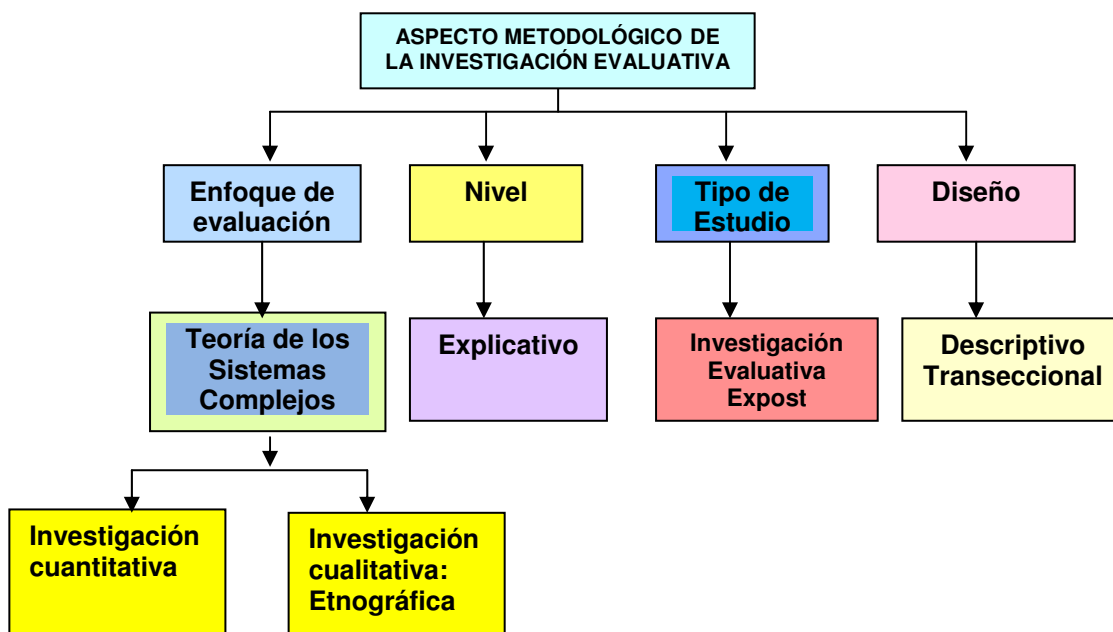 ASPECTO METODOLÓGICO DE
LA INVESTIGACIÓN EVALUATIVA
Enfoque de
evaluación
Nivel
Tipo de
Estudio
Diseño
Teoría de los
Sistemas
Complejos
Explicativo
Investigación
Evaluativa
Expost
Descriptivo
Transeccional
Investigación
cuantitativa
Investigación
cualitativa:
Etnográfica